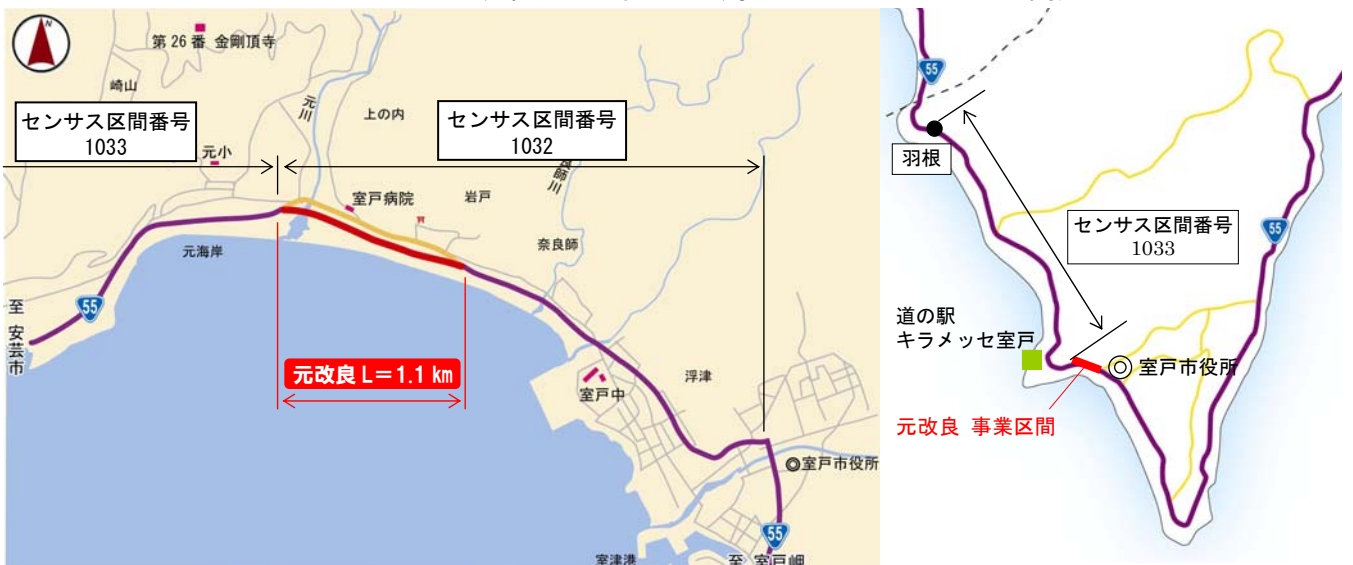 N
第26番 金剛頂寺
崎山
元川
上の内
センサス区間番号
1033
センサス区間番号
1032
元小
室戸病院
岩戸
師川
奈良師
元海岸
55
至 安芸市
元改良 L=1.1 km
室戸中
浮津
◎室戸市役所
55
室津港
至 室戸岬
55
羽根
センサス区間番号
1033
55
道の駅
キラメッセ室戸
室戸市役所
元改良 事業区間